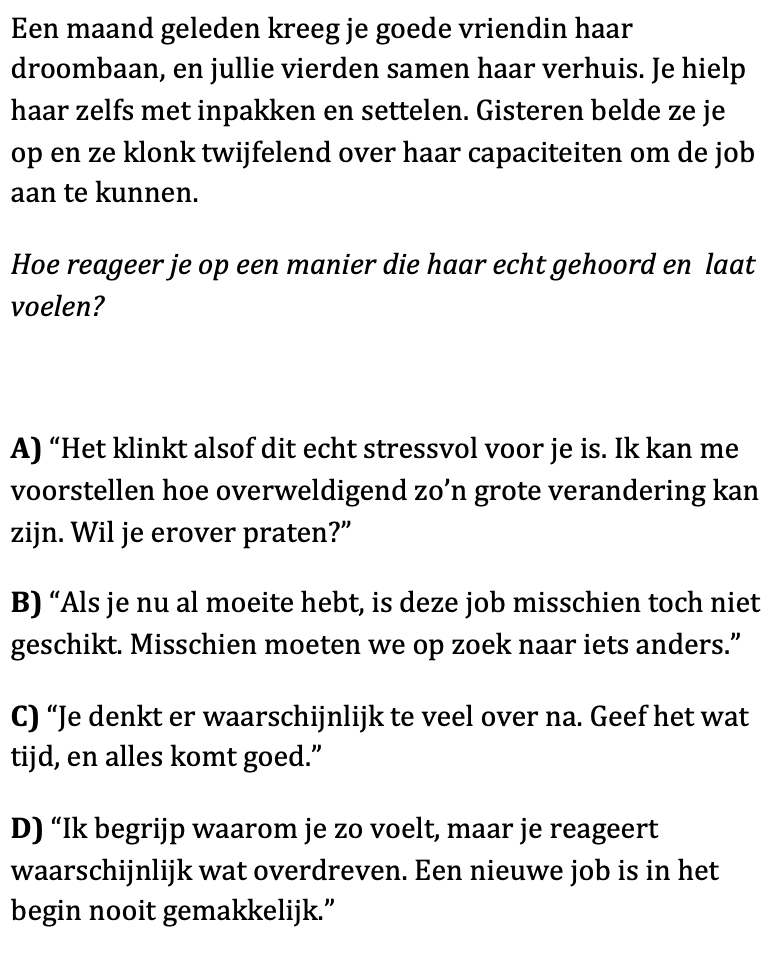 Een maand geleden kreeg je goede vriendin haar
droombaan, en jullie vierden samen haar verhuis. Je hielp
haar zelfs met inpakken en settelen. Gisteren belde ze je
op en ze klonk twijfelend over haar capaciteiten om de job
aan te kunnen.
Hoe reageer je op een manier die haar echt gehoord en  laat
voelen?
A) “Het klinkt alsof dit echt stressvol voor je is. Ik kan me
voorstellen hoe overweldigend zo’n grote verandering kan
zijn. Wil je erover praten?”
B) “Als je nu al moeite hebt, is deze job misschien toch niet
geschikt. Misschien moeten we op zoek naar iets anders.”
C) “Je denkt er waarschijnlijk te veel over na. Geef het wat
tijd, en alles komt goed.”
D) “Ik begrijp waarom je zo voelt, maar je reageert
waarschijnlijk wat overdreven. Een nieuwe job is in het
begin nooit gemakkelijk.”